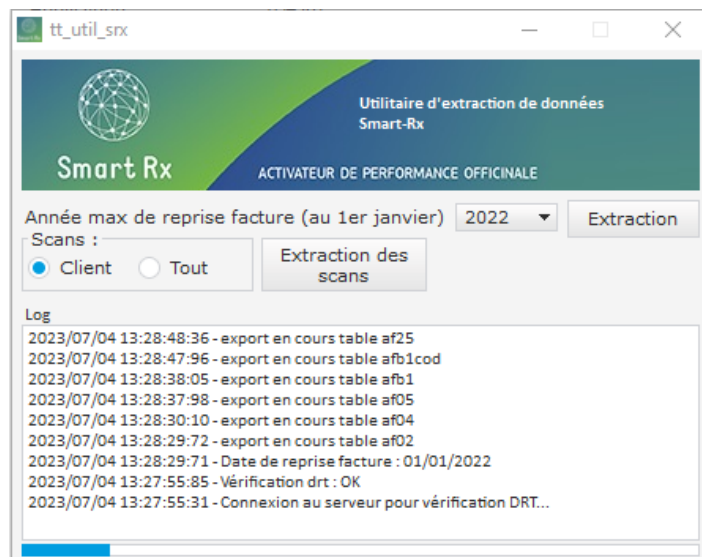 tt_util_srx
Utilitaire d'extraction de données
Smart-Rx
Smart Rx
ACTIVATEUR DE PERFORMANCE OFFICINALE
Année max de reprise facture (au 1er janvier) 2022 Extraction
Scans :
Client Tout
Extraction des
scans
Log
2023/07/04 13:28:48:36 - export en cours table af25
2023/07/04 13:28:47:96 - export en cours table afb1cod
2023/07/04 13:28:38:05 - export en cours table afb1
2023/07/04 13:28:37:98 - export en cours table af05
2023/07/04 13:28:30:10 - export en cours table af04
2023/07/04 13:28:29:72 - export en cours table af02
2023/07/04 13:28:29:71 - Date de reprise facture : 01/01/2022
2023/07/04 13:27:55:85 - Vérification drt : OK
2023/07/04 13:27:55:31 - Connexion au serveur pour vérification DRT...